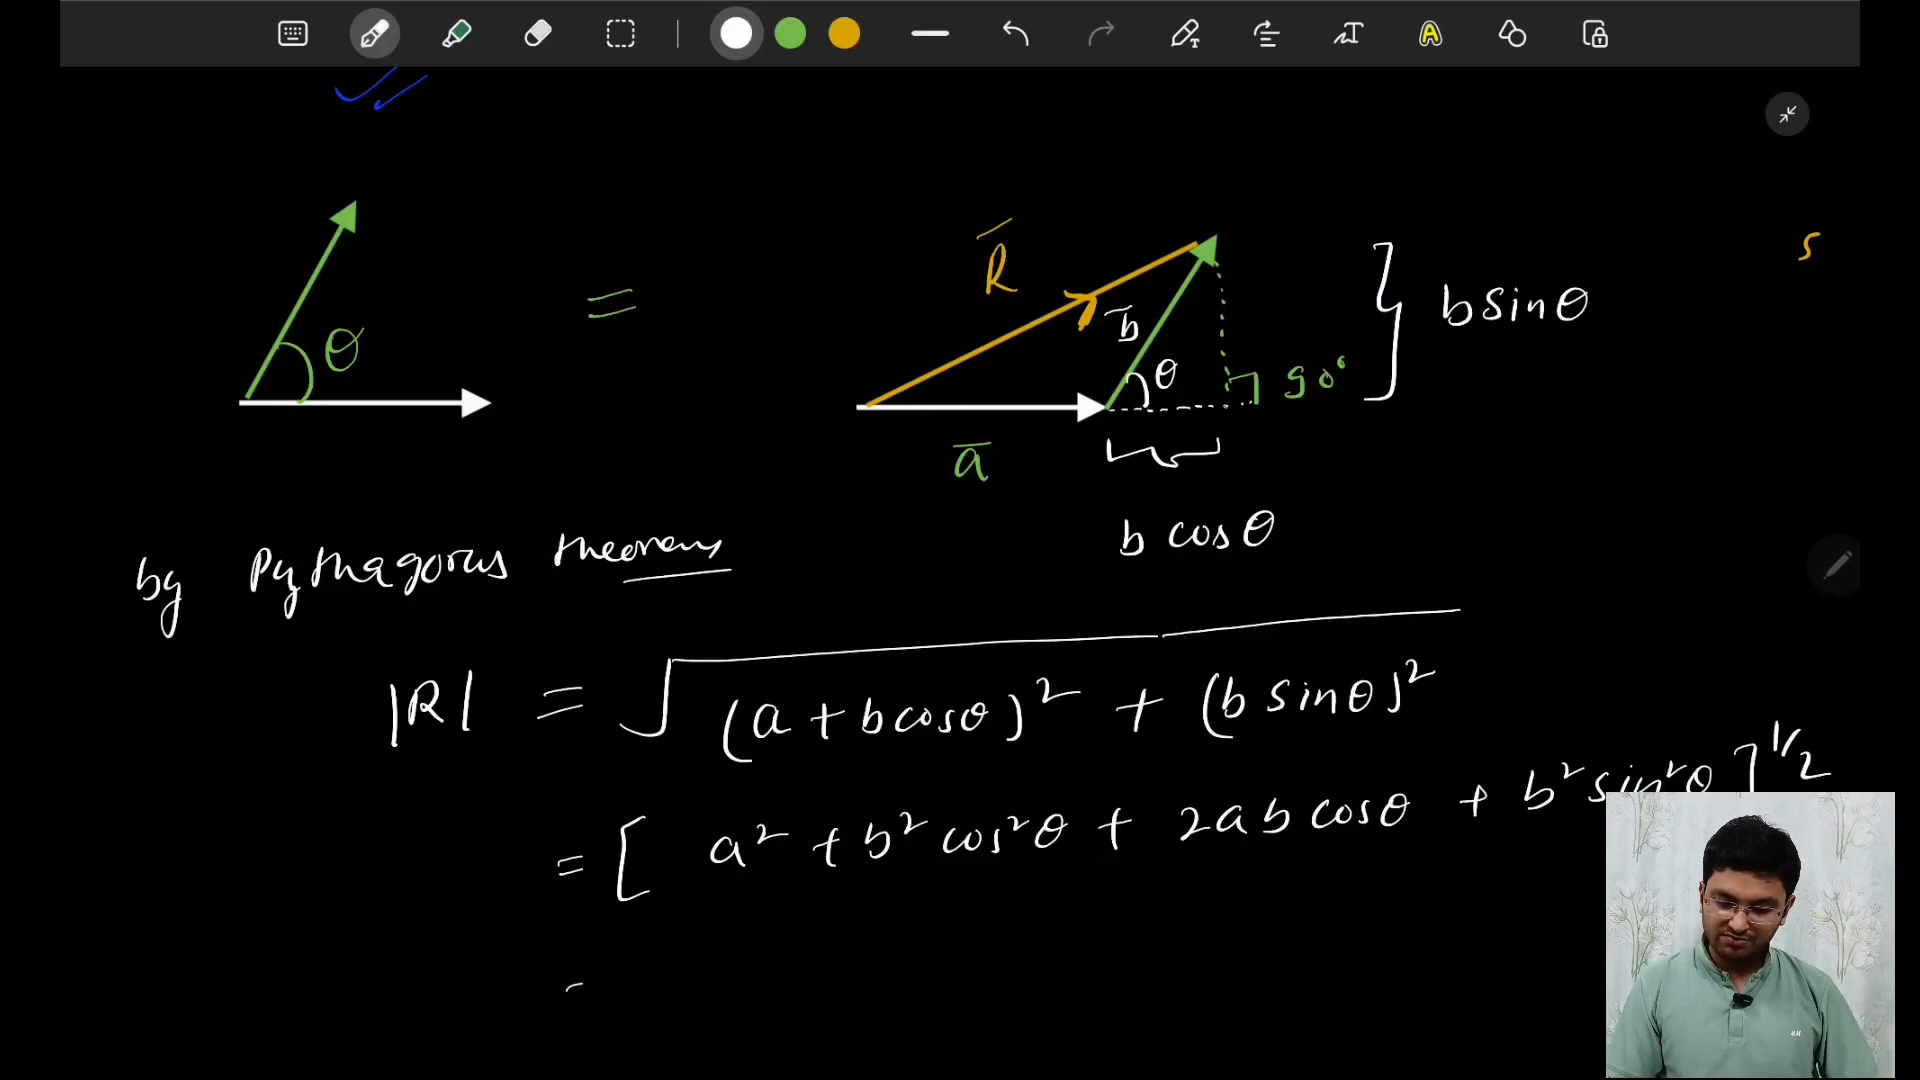 θ
=
R̄
b̄
θ
90°
b sinθ
s
ā
b cosθ
by Pythagorus theorem
|R| = √(a + b cosθ)² + (b sinθ)²
= [ a² + b² cos²θ + 2ab cosθ + b² sin²θ ]^1/2